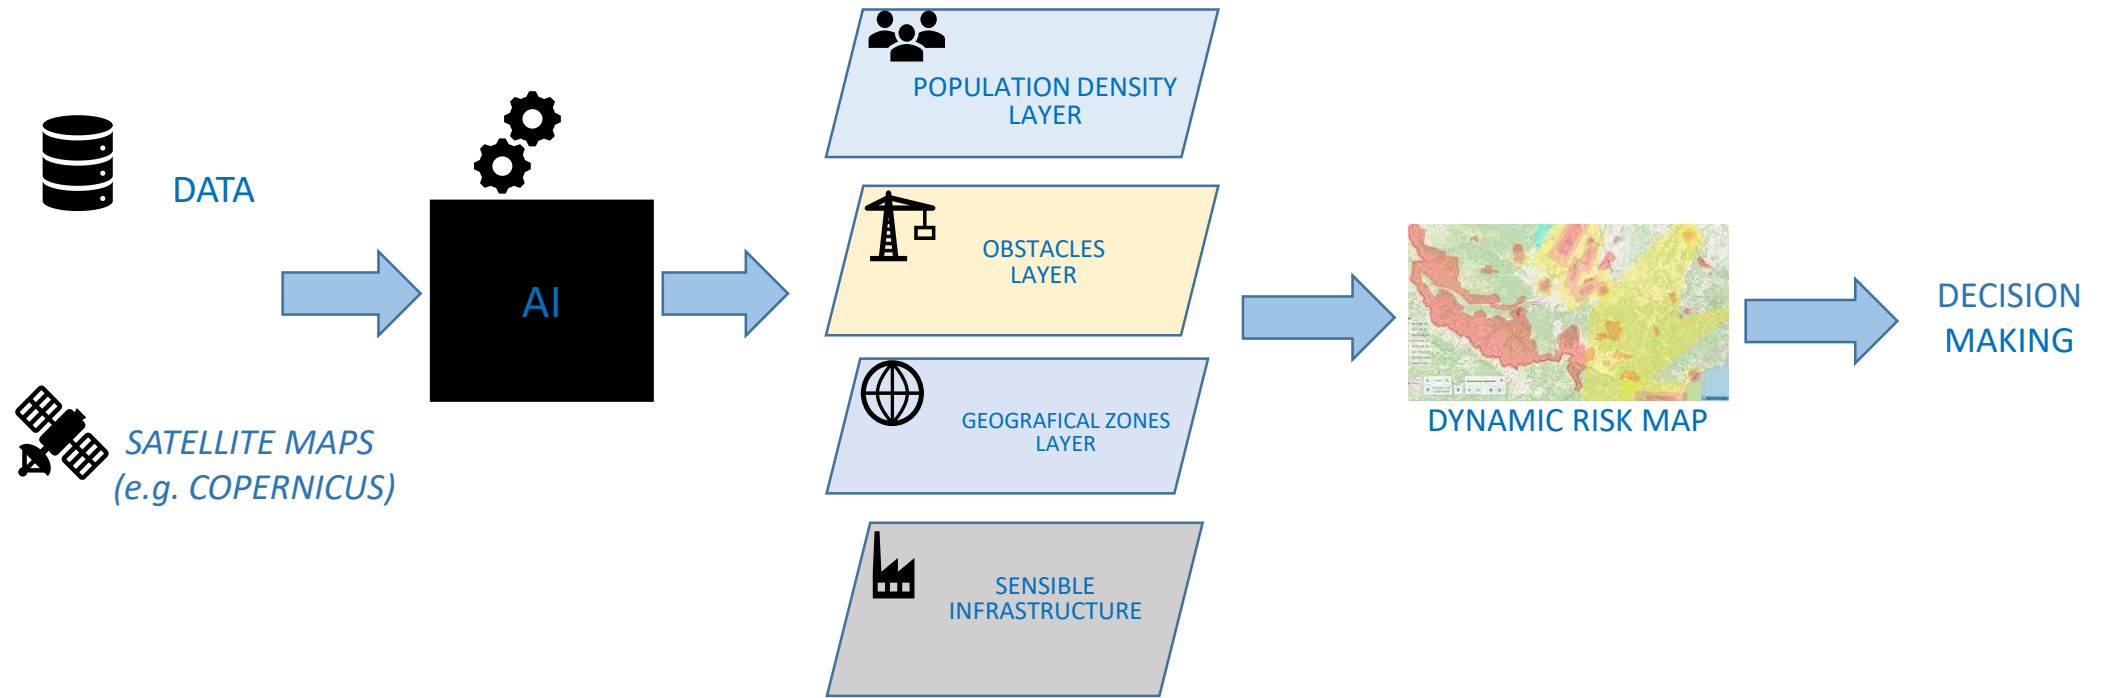 DATA
SATELLITE MAPS
(e.g. COPERNICUS)
AI
POPULATION DENSITY
LAYER
OBSTACLES
LAYER
GEOGRAFICAL ZONES
LAYER
SENSIBLE
INFRASTRUCTURE
DYNAMIC RISK MAP
DECISION
MAKING